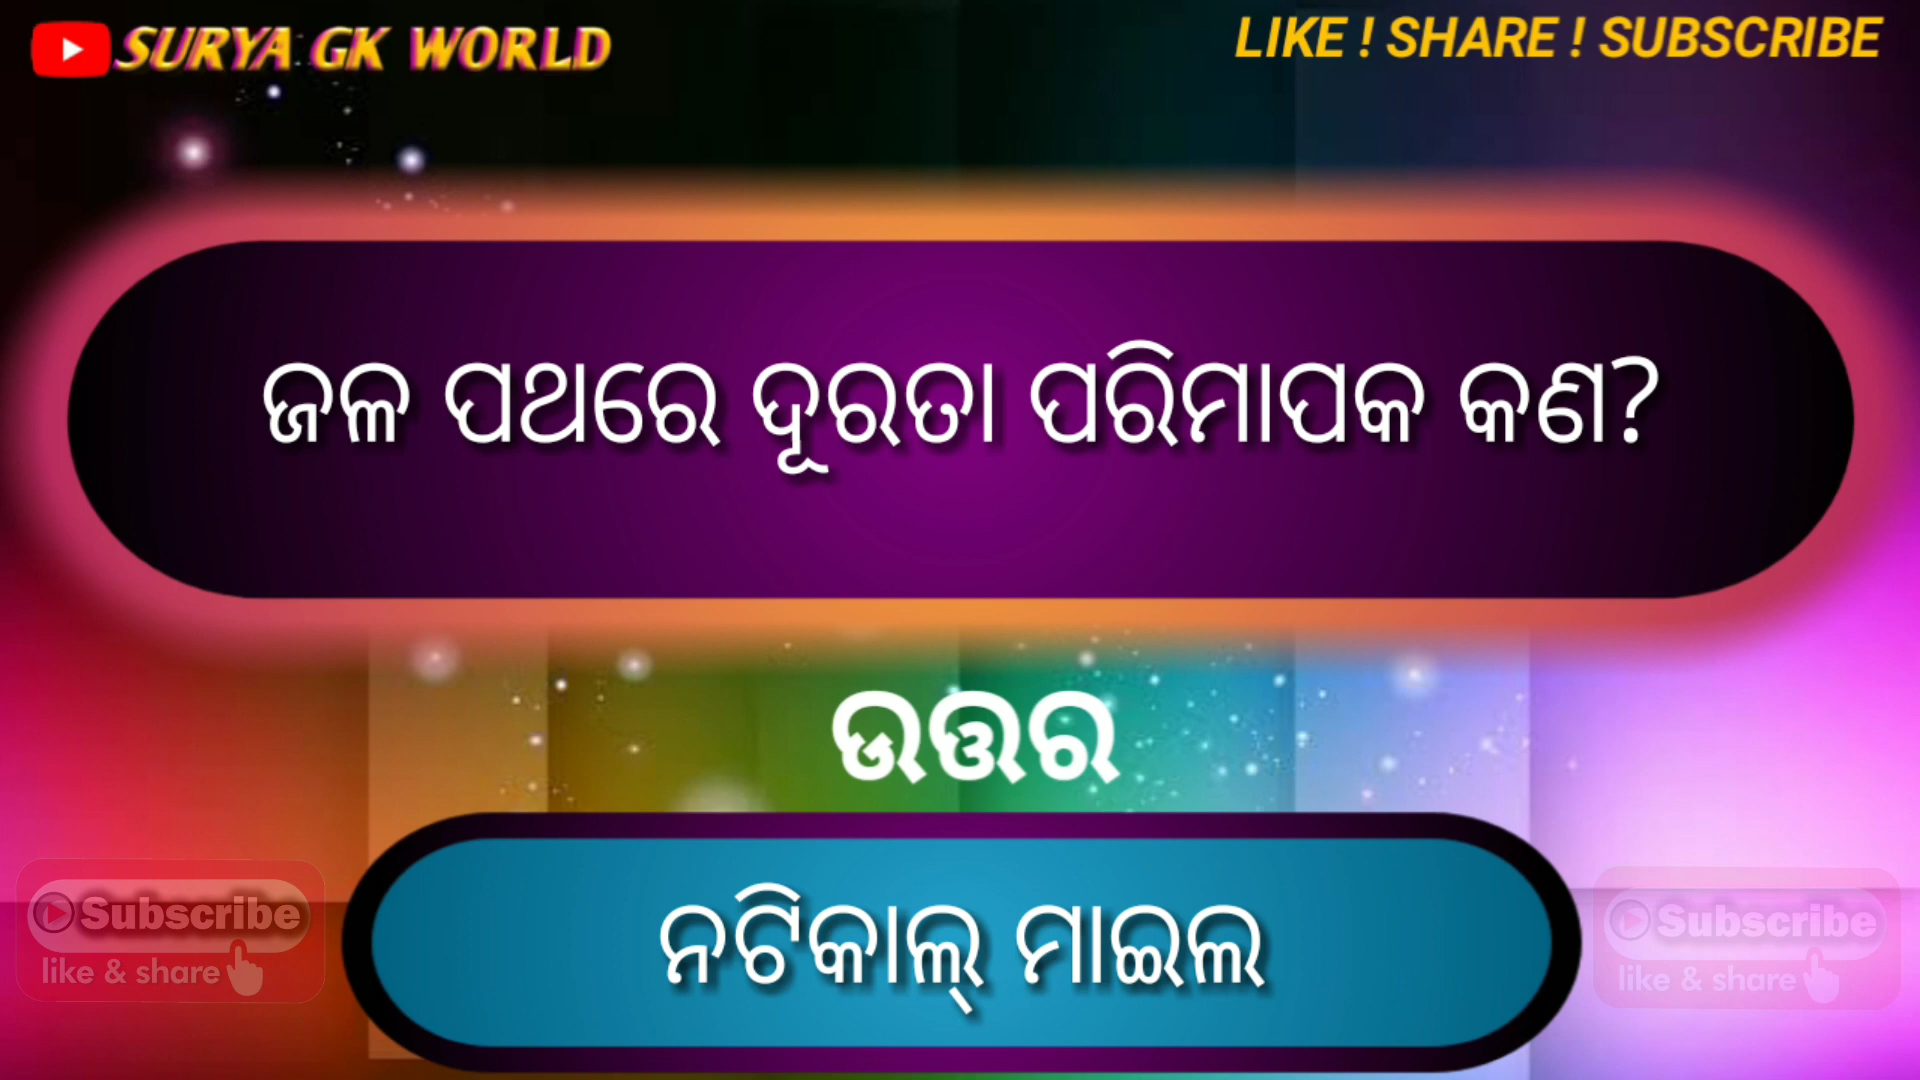 SURYA GK WORLD
LIKE ! SHARE ! SUBSCRIBE
ଜଳ ପଥରେ ଦୂରତା ପରିମାପକ କଣ?
ଉତ୍ତର
ନଟିକାଲ୍ ମାଇଲ
Subscribe
like & share
Subscribe
like & share